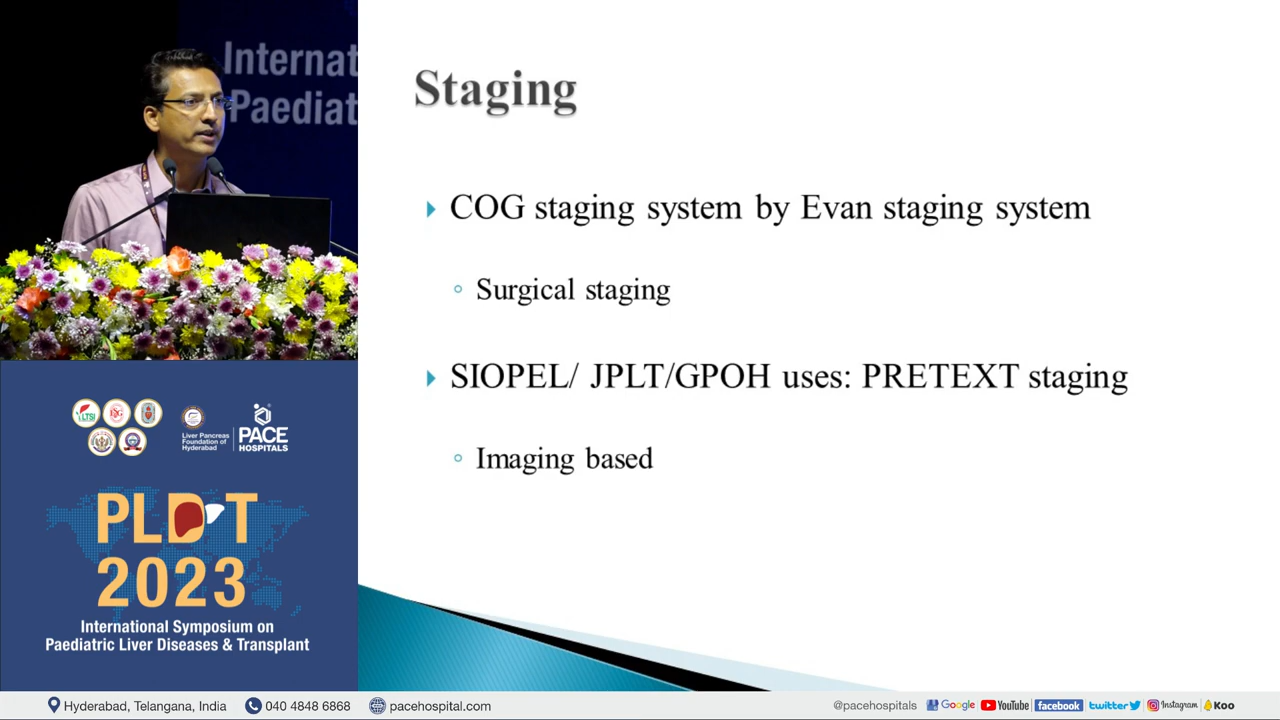 Internat
Paediat
Staging
COG staging system by Evan staging system
Surgical staging
SIOPEL/ JPLT/GPOH uses: PRETEXT staging
Imaging based
LTSI
Liver Pancreas
Foundation of
Hyderabad
PACE
HOSPITALS
PLDT
2023
International Symposium on
Paediatric Liver Diseases & Transplant
Hyderabad, Telangana, India 040 4848 6868 pacehospital.com @pacehospitals Google YouTube facebook twitter Instagram Koo